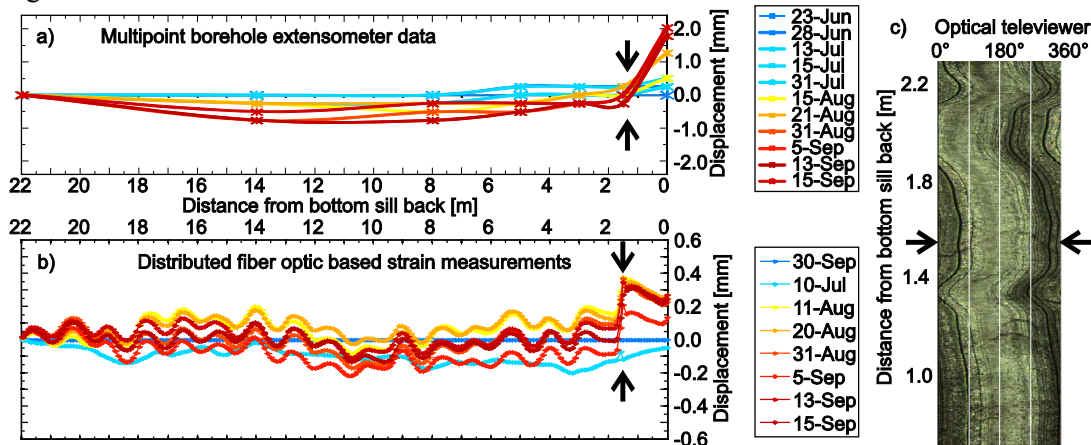 a) Multipoint borehole extensometer data
2.0
1.0
0.0
-1.0
-2.0
Displacement [mm]
22 20 18 16 14 12 10 8 6 4 2 0
Distance from bottom sill back [m]
23-Jun
28-Jun
13-Jul
15-Jul
31-Jul
15-Aug
21-Aug
31-Aug
5-Sep
13-Sep
15-Sep
22 20 18 16 14 12 10 8 6 4 2 0
b) Distributed fiber optic based strain measurements
0.6
0.4
0.2
0.0
-0.2
-0.4
-0.6
Displacement [mm]
30-Sep
10-Jul
11-Aug
20-Aug
31-Aug
5-Sep
13-Sep
15-Sep
c) Optical televiewer
0° 180° 360°
2.2
1.8
1.4
1.0
Distance from bottom sill back [m]